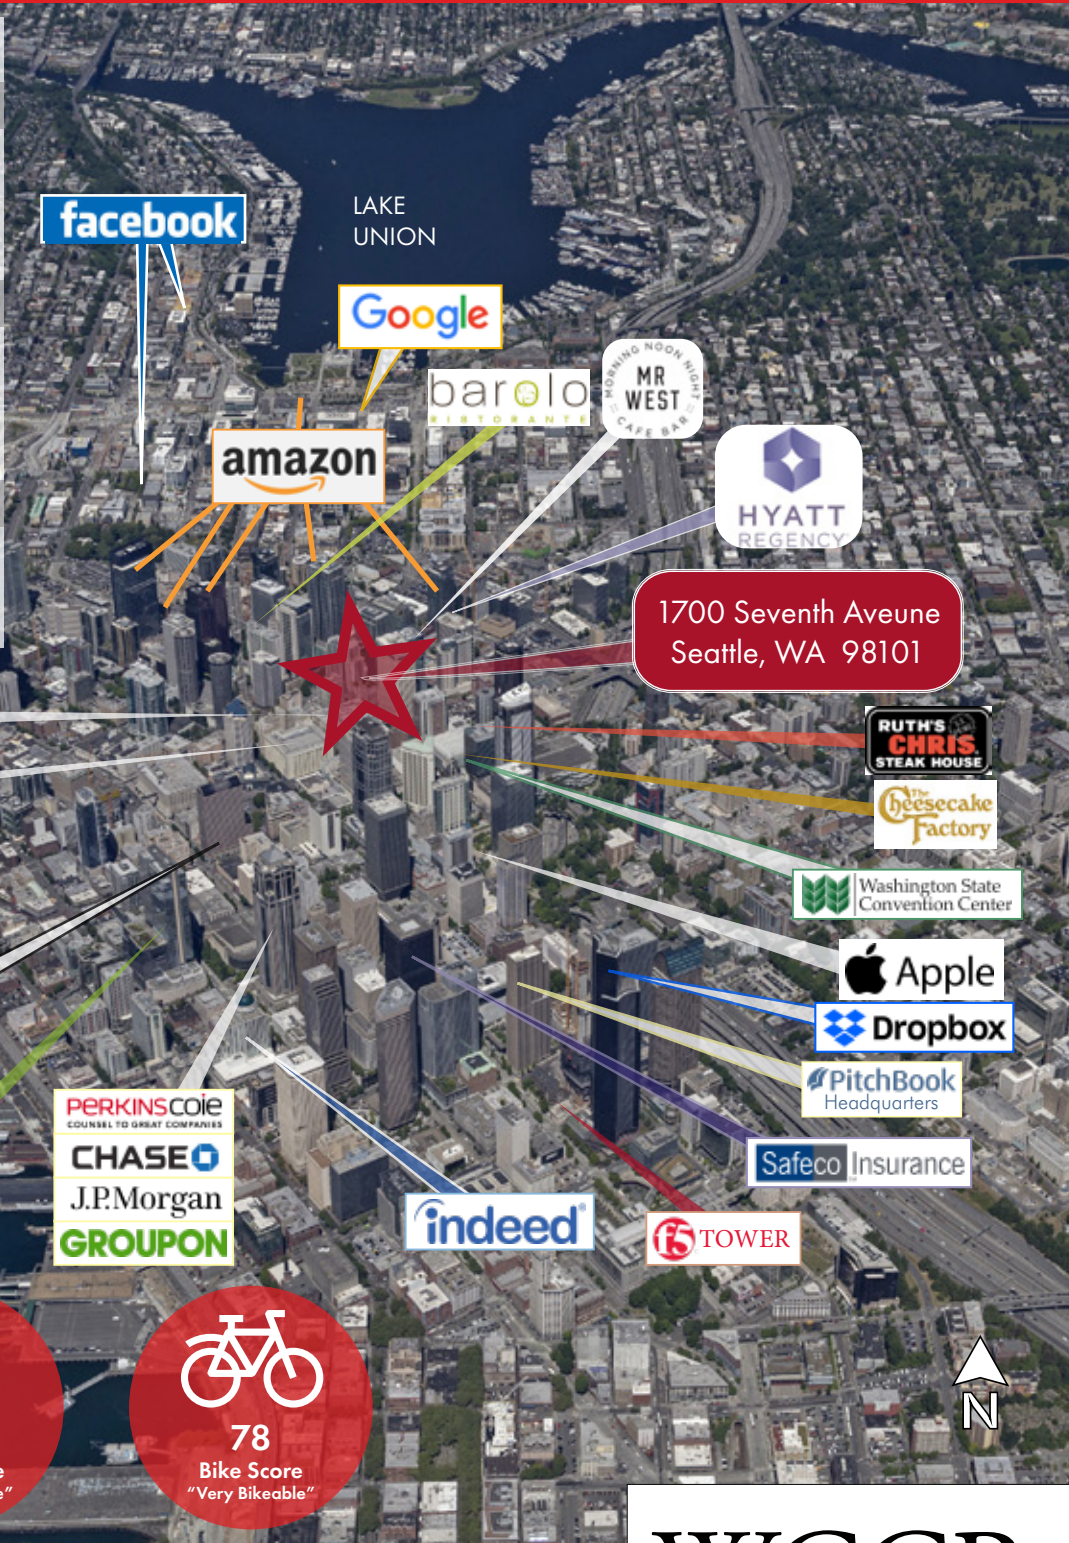 facebook
LAKE
UNION
Google
barolo
RISTORANTE
MORNING NOON NIGHT
MR
WEST
CAFE BAR
amazon
HYATT
REGENCY
1700 Seventh Aveune
Seattle, WA 98101
RUTH'S
CHRIS
STEAK HOUSE
The
Cheesecake
Factory
Washington State
Convention Center
Apple
Dropbox
PitchBook
Headquarters
PERKINSCOIE
COUNSEL TO GREAT COMPANIES
CHASE
J.P.Morgan
GROUPON
Safeco Insurance
indeed®
f5 TOWER
N
78
Bike Score
"Very Bikeable"